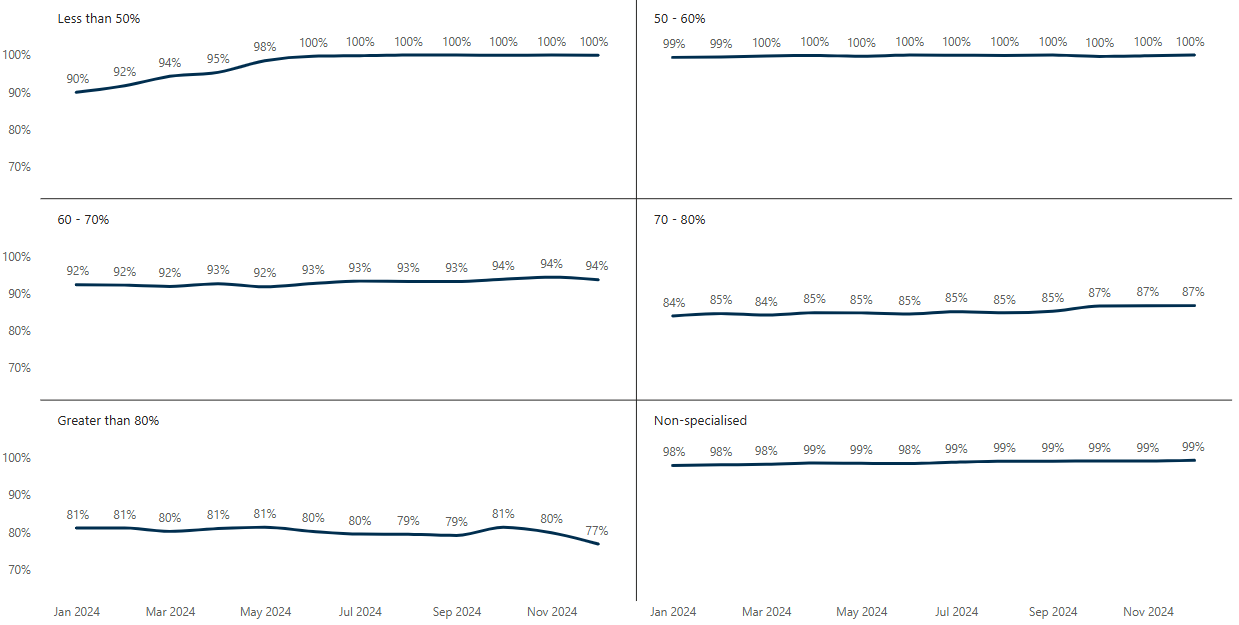 Less than 50%
50 - 60%
90% 92% 94% 95% 98% 100% 100% 100% 100% 100% 100% 100%
99% 99% 100% 100% 100% 100% 100% 100% 100% 100% 100% 100%
100%
90%
80%
70%
60 - 70%
70 - 80%
92% 92% 92% 93% 92% 93% 93% 93% 93% 94% 94% 94%
84% 85% 84% 85% 85% 85% 85% 85% 85% 87% 87% 87%
100%
90%
80%
70%
Greater than 80%
Non-specialised
81% 81% 80% 81% 81% 80% 80% 79% 79% 81% 80% 77%
98% 98% 98% 99% 99% 98% 99% 99% 99% 99% 99% 99%
100%
90%
80%
70%
Jan 2024 Mar 2024 May 2024 Jul 2024 Sep 2024 Nov 2024
Jan 2024 Mar 2024 May 2024 Jul 2024 Sep 2024 Nov 2024